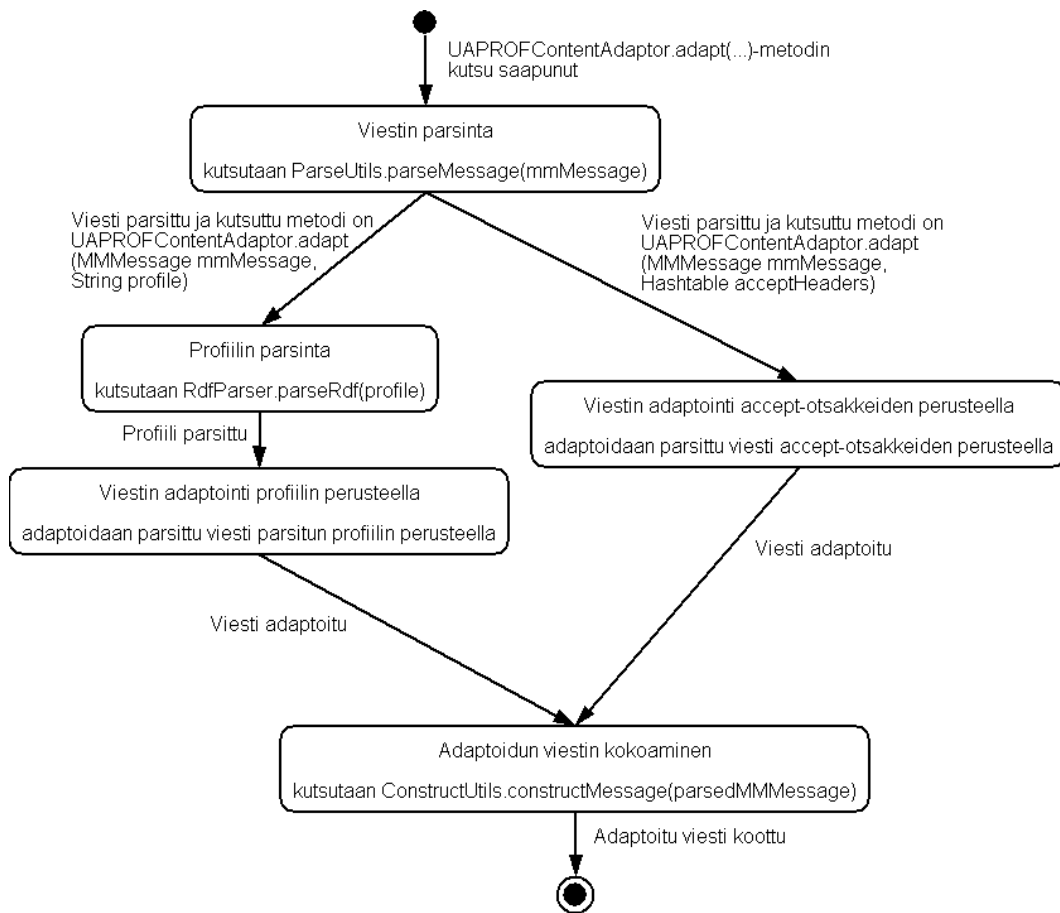 UAPROFContentAdaptor.adapt(...)-metodin
kutsu saapunut
Viestin parsinta
kutsutaan ParseUtils.parseMessage(mmMessage)
Viesti parsittu ja kutsuttu metodi on
UAPROFContentAdaptor.adapt
(MMMessage mmMessage,
String profile)
Viesti parsittu ja kutsuttu metodi on
UAPROFContentAdaptor.adapt
(MMMessage mmMessage,
Hashtable acceptHeaders)
Profiilin parsinta
kutsutaan RdfParser.parseRdf(profile)
Profiili parsittu
Viestin adaptointi accept-otsakkeiden perusteella
adaptoidaan parsittu viesti accept-otsakkeiden perusteella
Viestin adaptointi profiilin perusteella
adaptoidaan parsittu viesti parsitun profiilin perusteella
Viesti adaptoitu
Viesti adaptoitu
Adaptoidun viestin kokoaminen
kutsutaan ConstructUtils.constructMessage(parsedMMMessage)
Adaptoitu viesti koottu